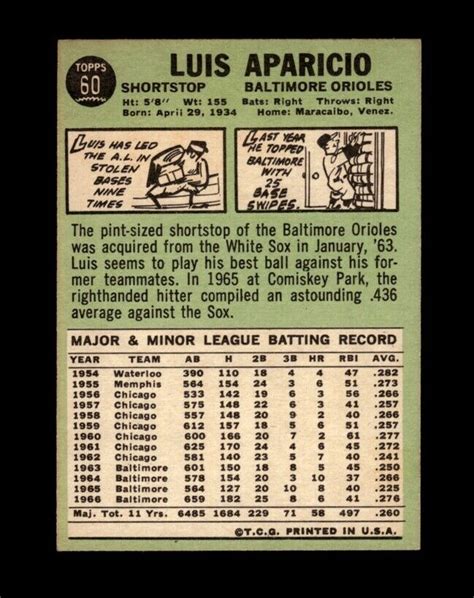 TOPPS
60
LUIS APARICIO
SHORTSTOP BALTIMORE ORIOLES
Ht: 5'8" Wt: 155 Bats: Right Throws: Right
Born: April 29, 1934 Home: Maracaibo, Venez.
LUIS HAS LED
THE A.L. IN
STOLEN
BASES
NINE
TIMES
LAST YEAR
HE TOPPED
BALTIMORE
WITH
25
BASE
SWIPES.
The pint-sized shortstop of the Baltimore Orioles
was acquired from the White Sox in January, '63.
Luis seems to play his best ball against his for-
mer teammates. In 1965 at Comiskey Park, the
righthanded hitter compiled an astounding .436
average against the Sox.
MAJOR & MINOR LEAGUE BATTING RECORD
YEAR TEAM AB H 2B 3B HR RBI AVG.
1954 Waterloo 390 110 18 4 4 47 .282
1955 Memphis 564 154 24 3 6 51 .273
1956 Chicago 533 142 19 6 3 56 .266
1957 Chicago 575 148 22 6 3 41 .257
1958 Chicago 557 148 20 9 2 40 .266
1959 Chicago 612 157 18 5 6 51 .257
1960 Chicago 600 166 20 7 2 61 .277
1961 Chicago 625 170 24 4 6 45 .272
1962 Chicago 581 140 23 5 7 40 .241
1963 Baltimore 601 150 18 8 5 45 .250
1964 Baltimore 578 154 20 3 10 37 .266
1965 Baltimore 564 127 20 10 8 40 .225
1966 Baltimore 659 182 25 8 6 41 .276
Maj. Tot. 11 Yrs. 6485 1684 229 71 58 497 .260
©T.C.G. PRINTED IN U.S.A.